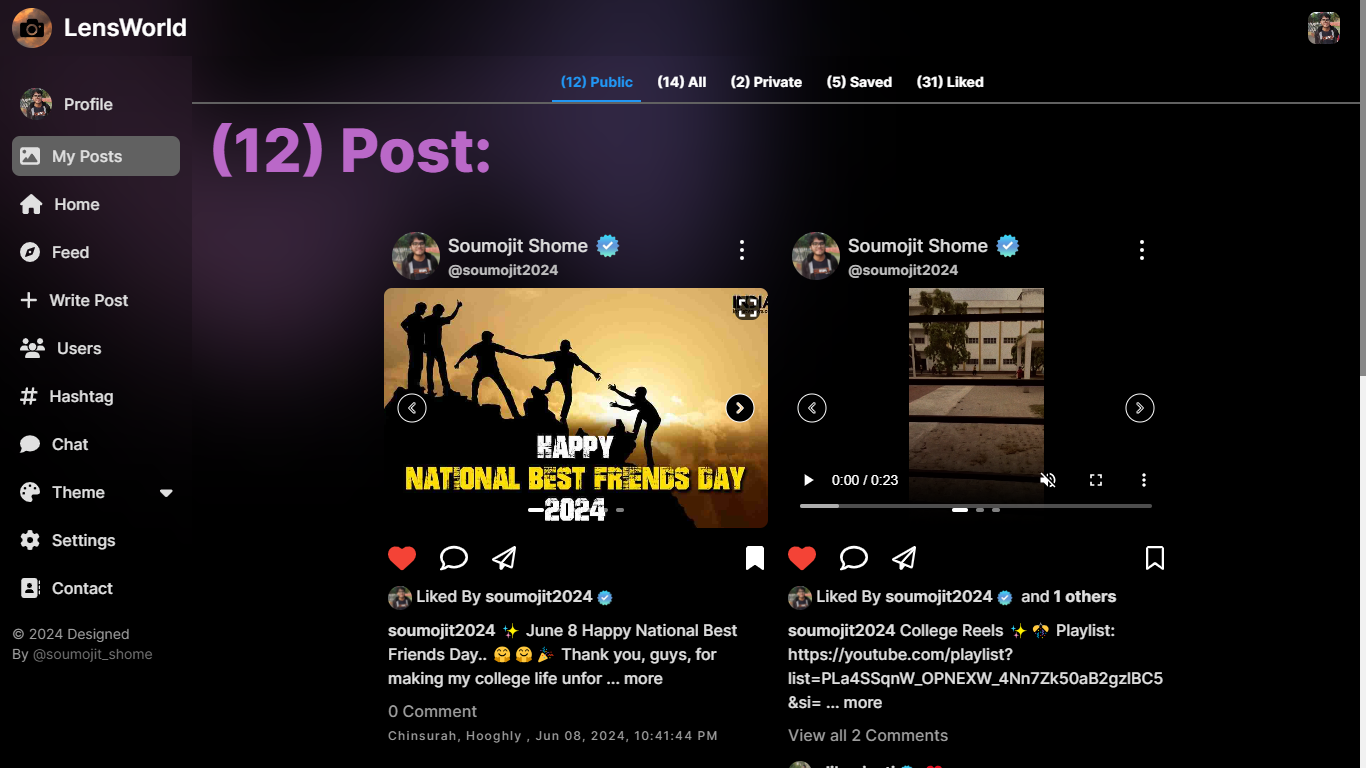 LensWorld
(12) Public (14) All (2) Private (5) Saved (31) Liked
Profile
My Posts
Home
Feed
Write Post
Users
Hashtag
Chat
Theme
Settings
Contact
© 2024 Designed
By @soumojit_shome
(12) Post:
Soumojit Shome
@soumojit2024
HAPPY
NATIONAL BEST FRIENDS DAY
–2024
Liked By soumojit2024
soumojit2024 ✨ June 8 Happy National Best
Friends Day.. 🤗🤗🎉 Thank you, guys, for
making my college life unfor ... more
0 Comment
Chinsurah, Hooghly , Jun 08, 2024, 10:41:44 PM
Soumojit Shome
@soumojit2024
0:00 / 0:23
Liked By soumojit2024 and 1 others
soumojit2024 College Reels ✨🎊 Playlist:
https://youtube.com/playlist?
list=PLa4SSqnW_OPNEXW_4Nn7Zk50aB2gzlBC5
&si= ... more
View all 2 Comments